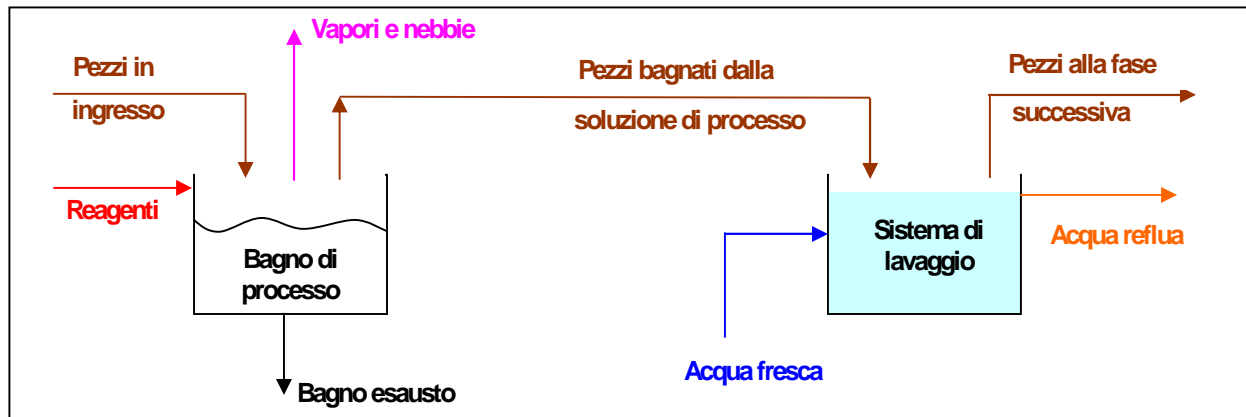 Vapori e nebbie
Pezzi in
ingresso
Pezzi bagnati dalla
soluzione di processo
Pezzi alla fase
successiva
Reagenti
Bagno di
processo
Sistema di
lavaggio
Acqua reflua
Acqua fresca
Bagno esausto